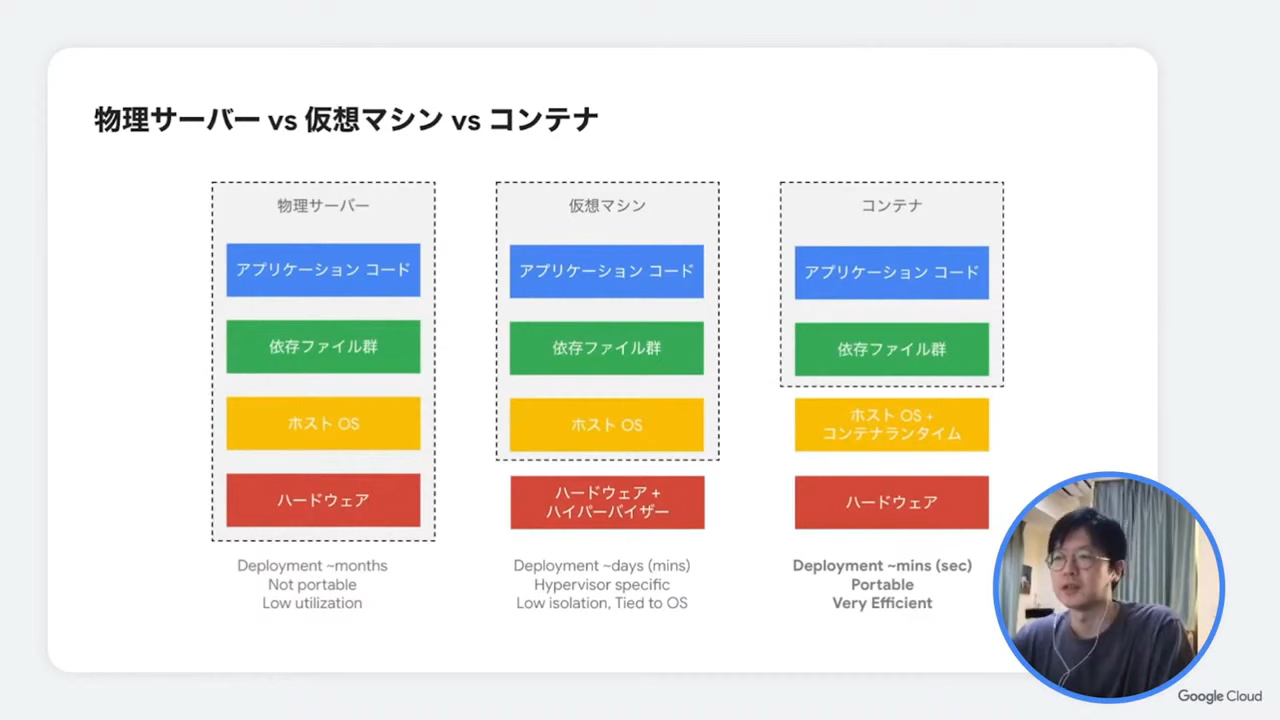 物理サーバー vs 仮想マシン vs コンテナ
物理サーバー
アプリケーション コード
依存ファイル群
ホスト OS
ハードウェア
Deployment ~months
Not portable
Low utilization
仮想マシン
アプリケーション コード
依存ファイル群
ホスト OS
ハードウェア +
ハイパーバイザー
Deployment ~days (mins)
Hypervisor specific
Low isolation, Tied to OS
コンテナ
アプリケーション コード
依存ファイル群
ホスト OS +
コンテナランタイム
ハードウェア
Deployment ~mins (sec)
Portable
Very Efficient
Google Cloud